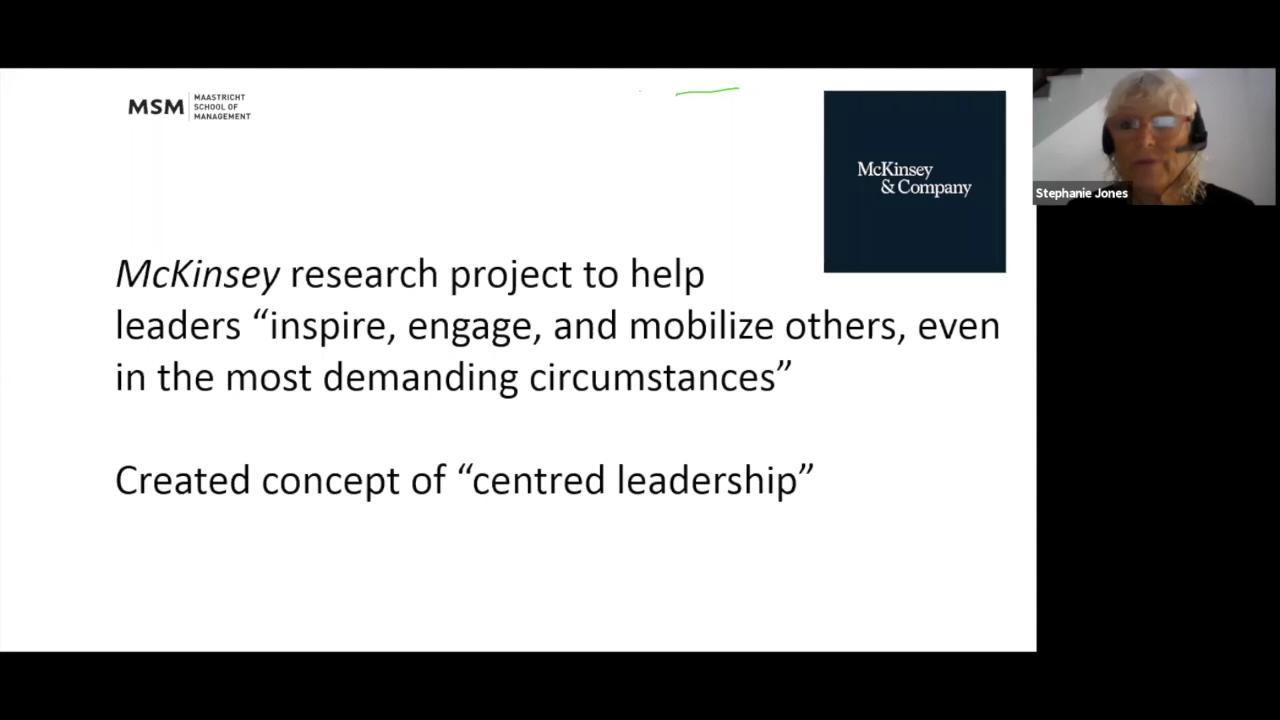 MSM
MAASTRICHT
SCHOOL OF
MANAGEMENT
McKinsey
& Company
Stephanie Jones
McKinsey research project to help
leaders “inspire, engage, and mobilize others, even
in the most demanding circumstances”
Created concept of “centred leadership”